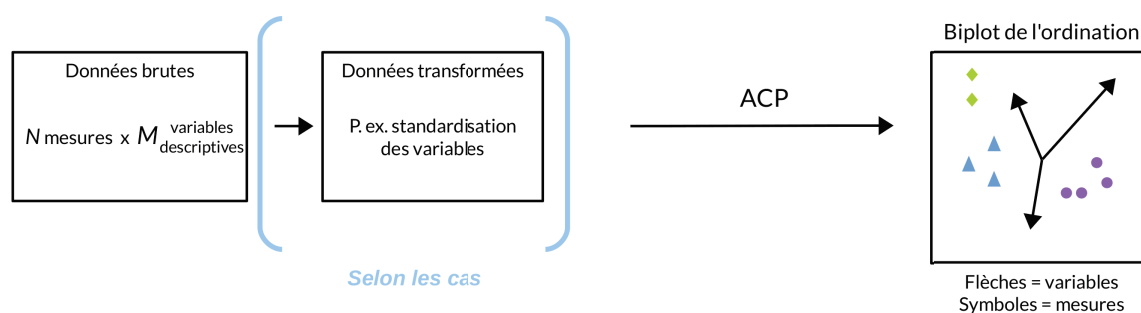 Biplot de l'ordination
Données brutes
N mesures x M variables descriptives
Données transformées
P. ex. standardisation
des variables
ACP
Selon les cas
Flèches = variables
Symboles = mesures